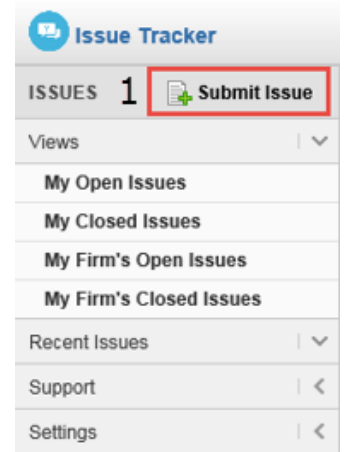 Issue Tracker
ISSUES 1 Submit Issue
Views
My Open Issues
My Closed Issues
My Firm's Open Issues
My Firm's Closed Issues
Recent Issues
Support
Settings